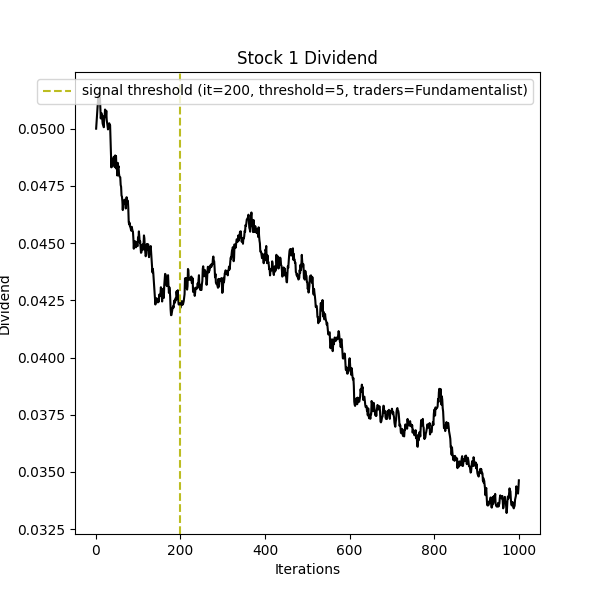 Stock 1 Dividend
signal threshold (it=200, threshold=5, traders=Fundamentalist)
0.0500
0.0475
0.0450
0.0425
0.0400
0.0375
0.0350
0.0325
Dividend
0 200 400 600 800 1000
Iterations